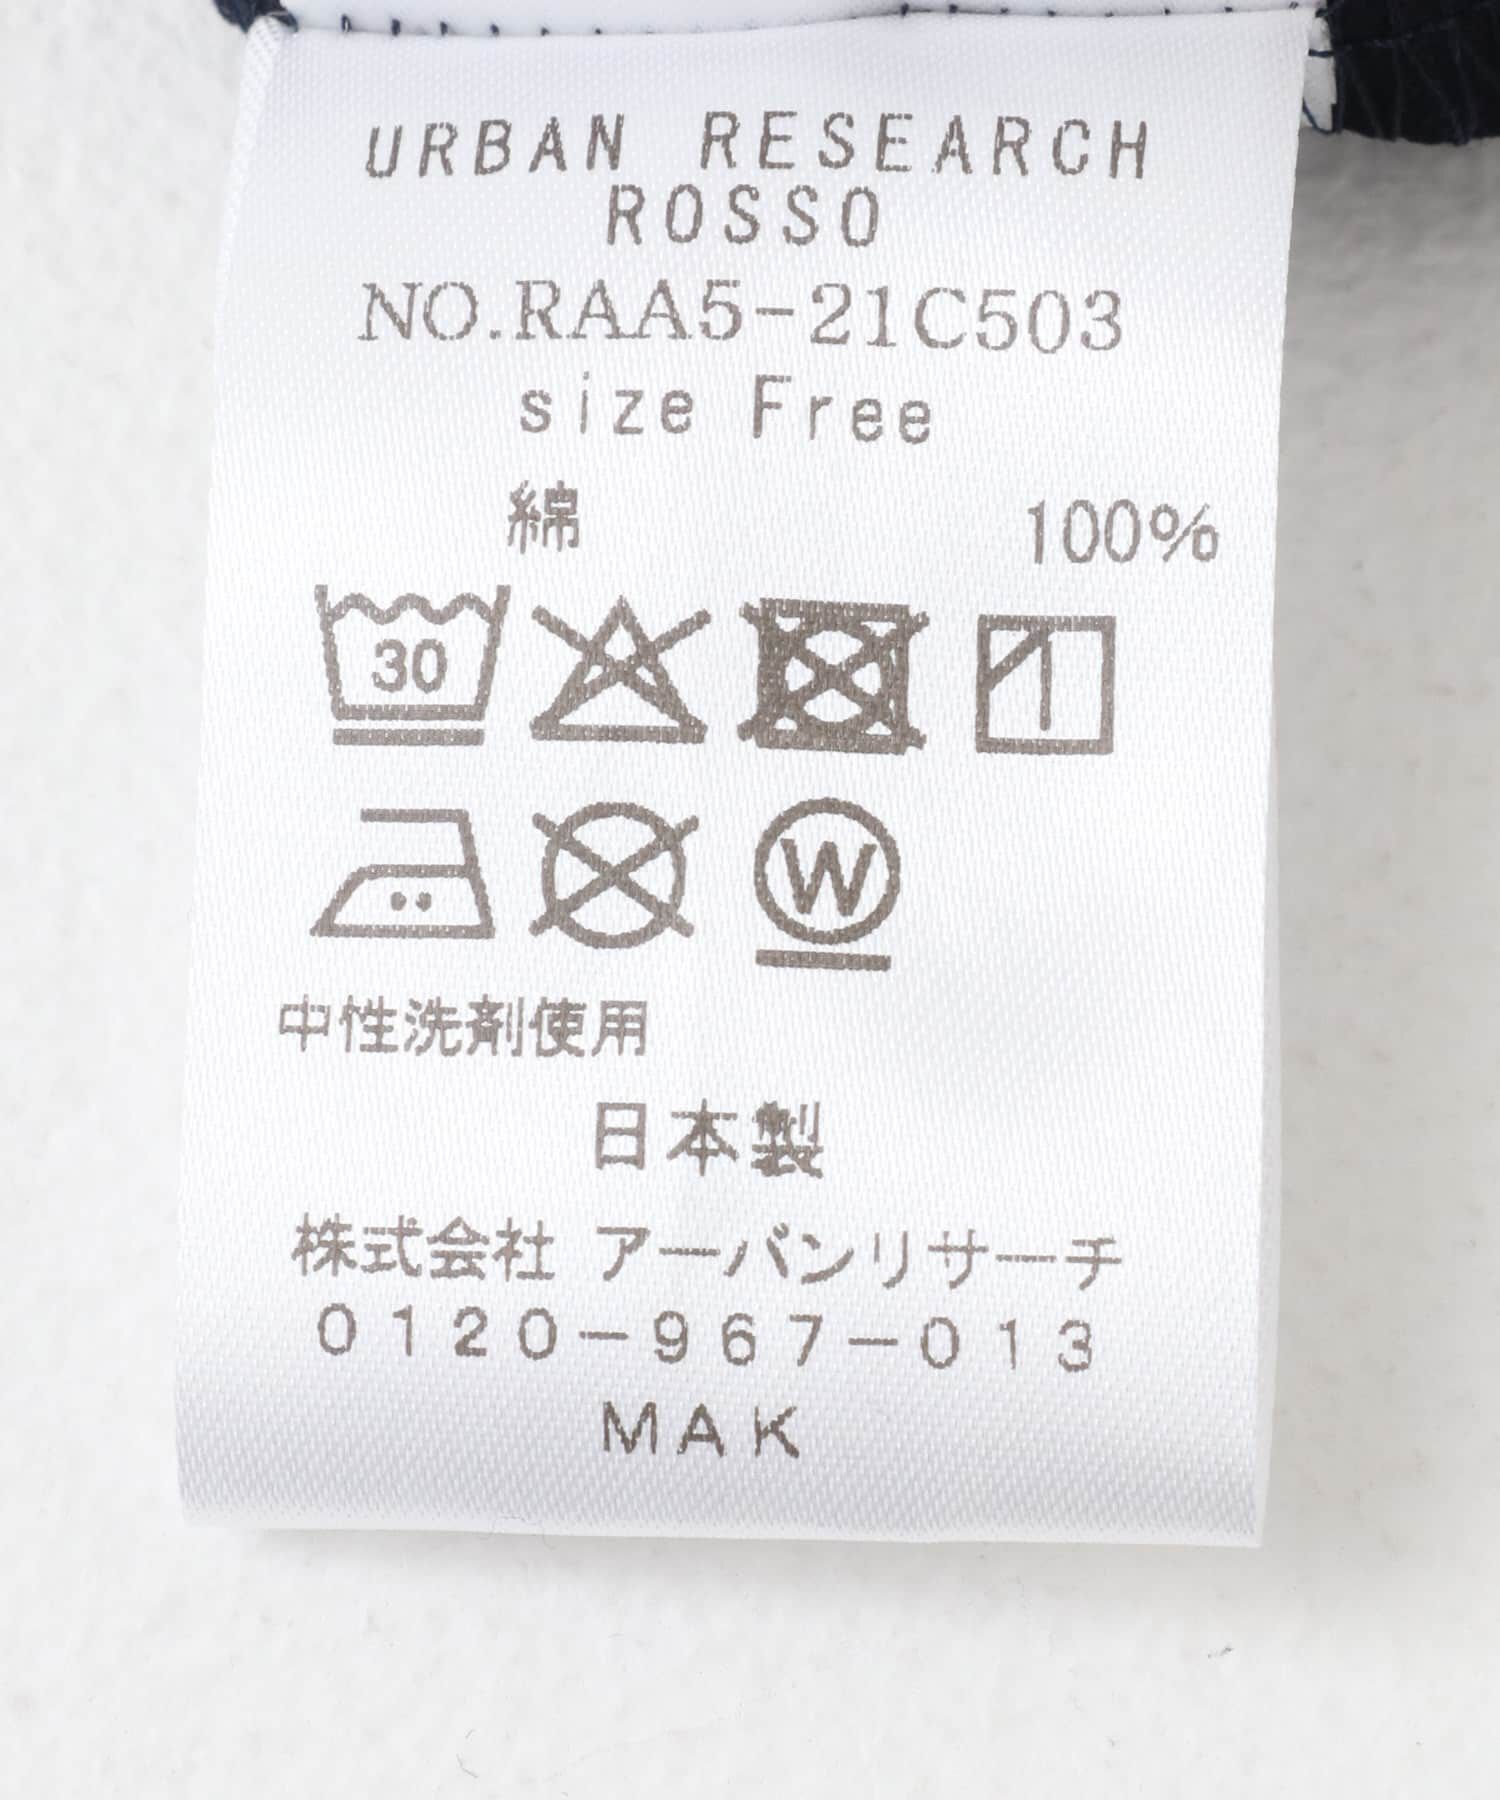 URBAN RESEARCH
ROSSO
NO.RAA5-21C503
size Free
綿 100%
30
W
中性洗剤使用
日本製
株式会社 アーバンリサーチ
0120-967-013
MAK